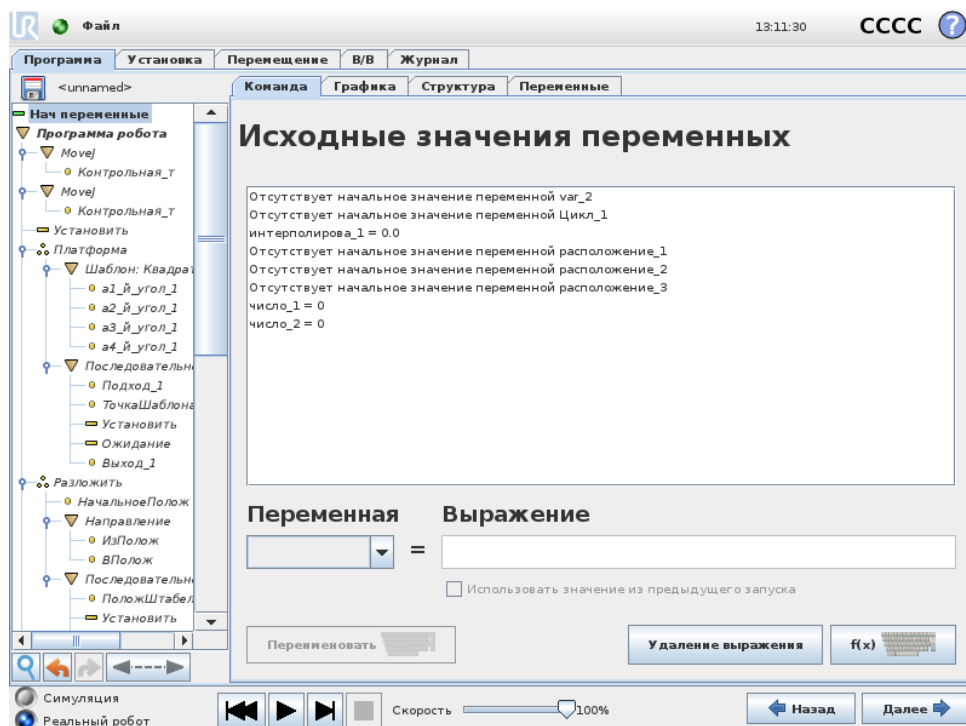 UR Файл 13:11:30 CCCC ?
Программа Установка Перемещение В/В Журнал
<unnamed>
Команда Графика Структура Переменные
Нач переменные
Программа робота
MoveJ
Контрольная_т
MoveJ
Контрольная_т
Установить
Платформа
Шаблон: Квадрат
а1_й_угол_1
а2_й_угол_1
а3_й_угол_1
а4_й_угол_1
Последовательн
Подход_1
ТочкаШаблона
Установить
Ожидание
Выход_1
Разложить
НачальноеПолож
Направление
ИзПолож
ВПолож
Последовательн
ПоложШтабел
Установить
Исходные значения переменных
Отсутствует начальное значение переменной var_2
Отсутствует начальное значение переменной Цикл_1
интерполирова_1 = 0.0
Отсутствует начальное значение переменной расположение_1
Отсутствует начальное значение переменной расположение_2
Отсутствует начальное значение переменной расположение_3
число_1 = 0
число_2 = 0
Переменная Выражение
=
Использовать значение из предыдущего запуска
Переименовать Удаление выражения f(x)
Симуляция
Реальный робот
Скорость 100% Назад Далее